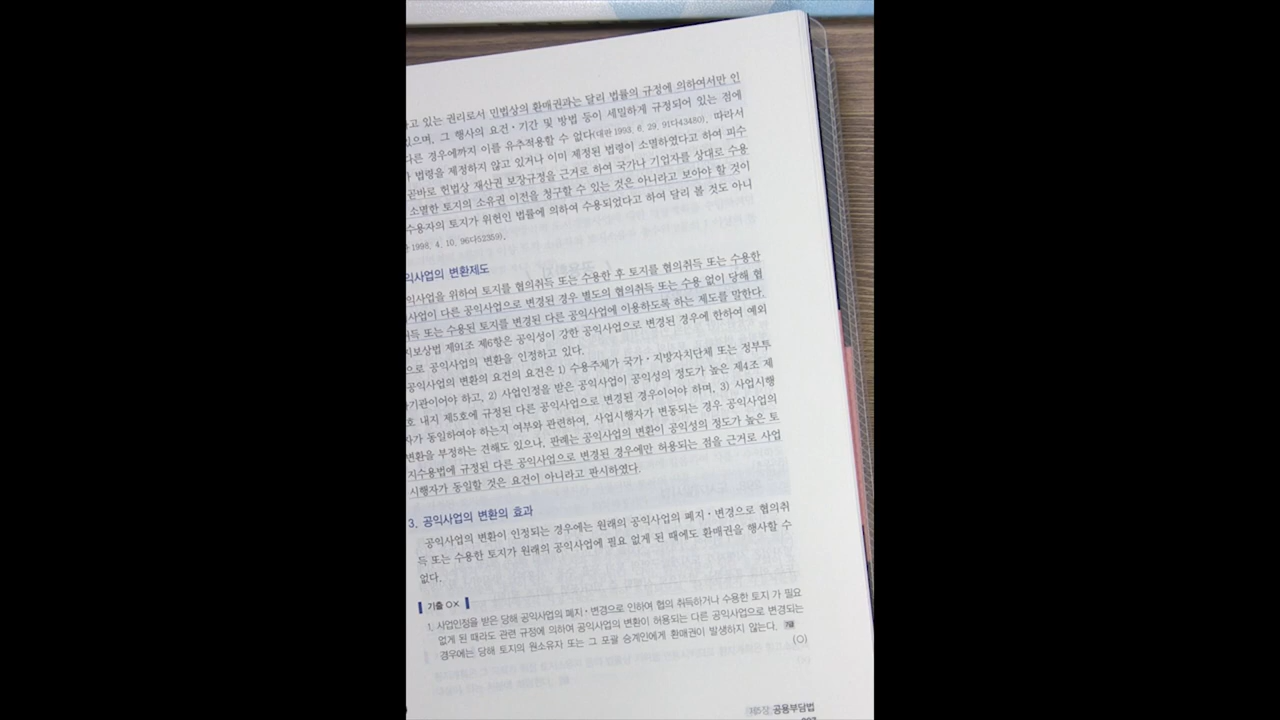 고 있는 권리로서 민법상의 환매권과는 달리 법률의 규정에 의하여서만 인
있으며, 그 행사의 요건·기간 및 방법 등이 세밀하게 규정되어 있는 점에
다른 경우에까지 이를 유추적용할 수 없다(대판 1993. 6. 29. 91다43480). 따라서
법령을 제정하지 않고 있거나 이미 제정된 법령이 소멸하였다고 하여 피수
곧바로 헌법상 재산권 보장규정을 근거로 하여 국가나 기업자를 상대로 수용
소멸한 토지의 소유권 이전을 청구할 수 있는 것은 아니라고 보아야 할 것이
수용자의 토지가 위헌인 법률에 의하여 수용되었다고 하여 달리 볼 것도 아니
1998. 4. 10. 96다52359).
익사업의 변환제도
익사업을 위하여 토지를 협의취득 또는 수용한 후 토지를 협의취득 또는 수용한
사업이 다른 공익사업으로 변경된 경우 별도의 협의취득 또는 수용 없이 당해 협
득 또는 수용된 토지를 변경된 다른 공익사업에 이용하도록 하는 제도를 말한다.
지보상법 제91조 제6항은 공익성이 강한 공익사업으로 변경된 경우에 한하여 예외
으로 공익사업의 변환을 인정하고 있다.
공익사업의 변환의 요건의 요건은 1) 수용주체가 국가·지방자치단체 또는 정부투
기관이어야 하고, 2) 사업인정을 받은 공익사업이 공익성의 정도가 높은 제4조 제
호 내지 제5호에 규정된 다른 공익사업으로 변경된 경우이어야 하며, 3) 사업시행
자가 동일하여야 하는지 여부와 관련하여, 사업시행자가 변동되는 경우 공익사업의
변환을 부정하는 견해도 있으나, 판례는 공익사업의 변환이 공익성의 정도가 높은 토
지수용법에 규정된 다른 공익사업으로 변경된 경우에만 허용되는 점을 근거로 사업
시행자가 동일할 것은 요건이 아니라고 판시하였다.
3. 공익사업의 변환의 효과
공익사업의 변환이 인정되는 경우에는 원래의 공익사업의 폐지·변경으로 협의취
득 또는 수용한 토지가 원래의 공익사업에 필요 없게 된 때에도 환매권을 행사할 수
없다.
기출 O×
1. 사업인정을 받은 당해 공익사업의 폐지·변경으로 인하여 협의 취득하거나 수용한 토지 가 필요
없게 된 때라도 관련 규정에 의하여 공익사업의 변환이 허용되는 다른 공익사업으로 변경되는
경우에는 당해 토지의 원소유자 또는 그 포괄 승계인에게 환매권이 발생하지 않는다. 7급
(O)
제5장 공용부담법